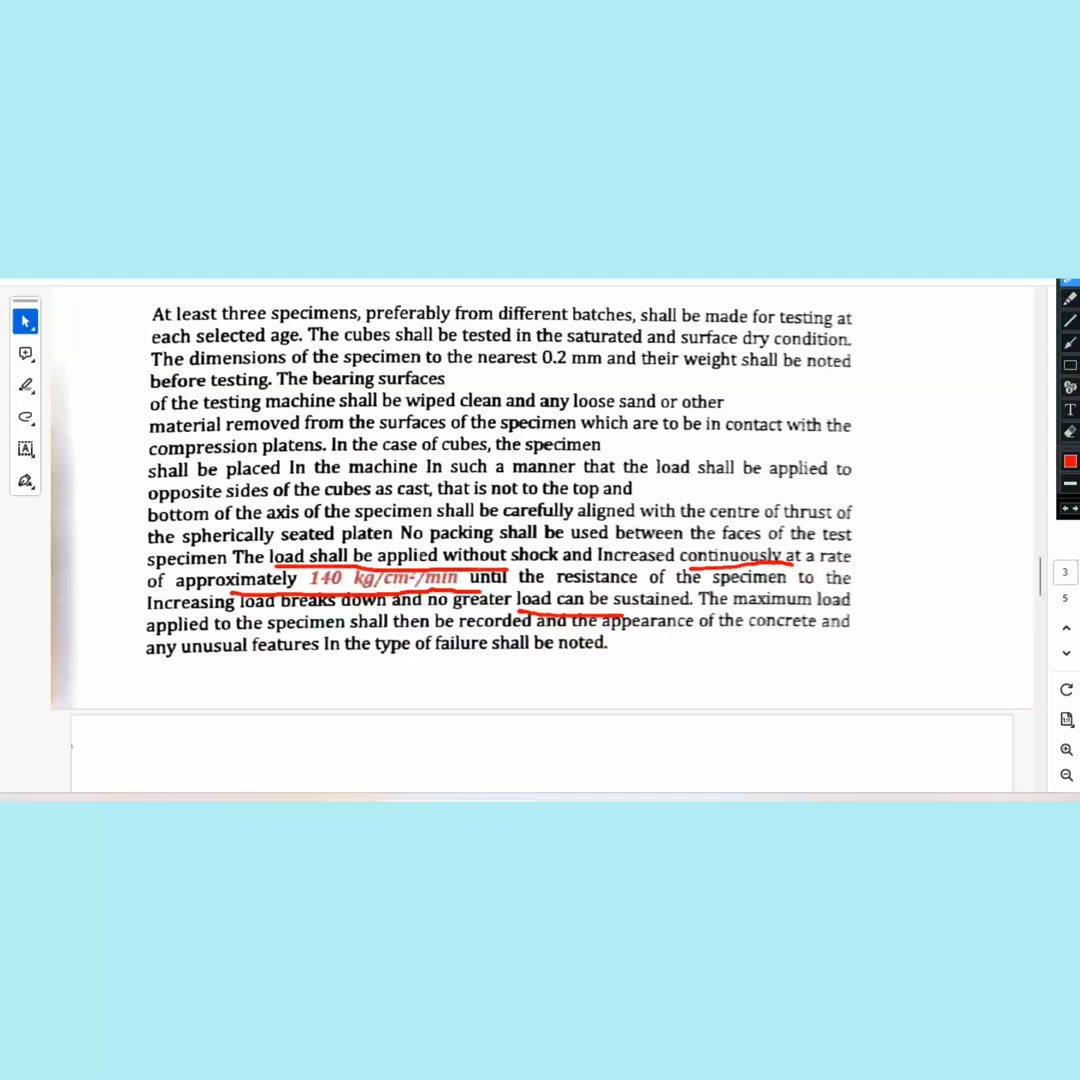 At least three specimens, preferably from different batches, shall be made for testing at
each selected age. The cubes shall be tested in the saturated and surface dry condition.
The dimensions of the specimen to the nearest 0.2 mm and their weight shall be noted
before testing. The bearing surfaces
of the testing machine shall be wiped clean and any loose sand or other
material removed from the surfaces of the specimen which are to be in contact with the
compression platens. In the case of cubes, the specimen
shall be placed In the machine In such a manner that the load shall be applied to
opposite sides of the cubes as cast, that is not to the top and
bottom of the axis of the specimen shall be carefully aligned with the centre of thrust of
the spherically seated platen No packing shall be used between the faces of the test
specimen The load shall be applied without shock and Increased continuously at a rate
of approximately 140 kg/cm²/min until the resistance of the specimen to the
Increasing load breaks down and no greater load can be sustained. The maximum load
applied to the specimen shall then be recorded and the appearance of the concrete and
any unusual features In the type of failure shall be noted.
3
5